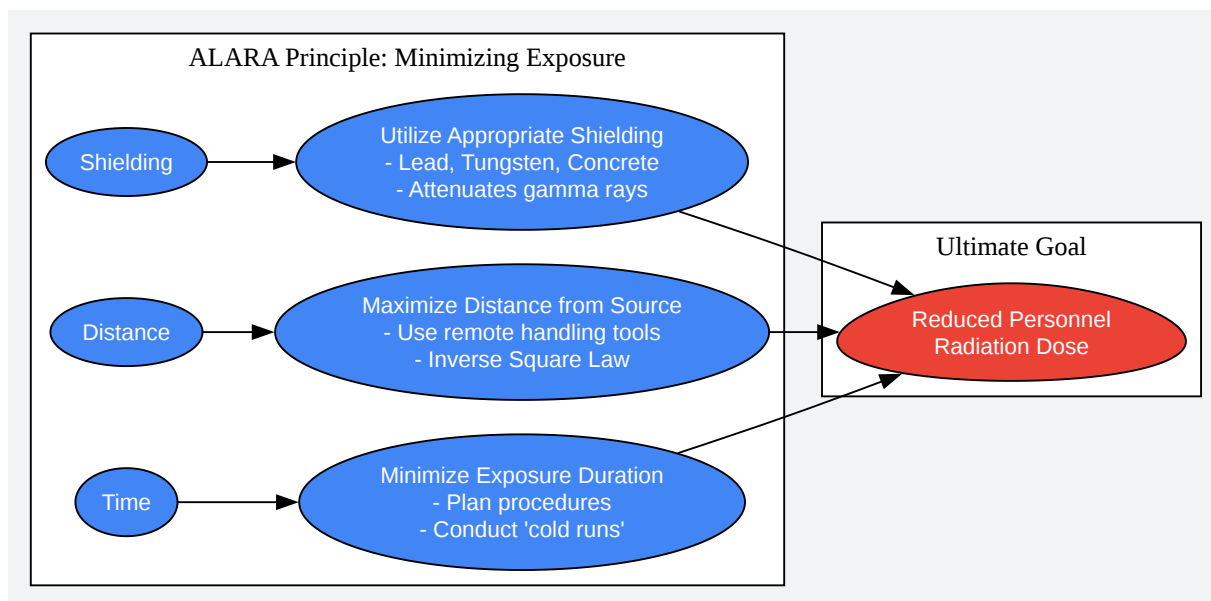 ALARA Principle: Minimizing Exposure
Shielding
Utilize Appropriate Shielding
- Lead, Tungsten, Concrete
- Attenuates gamma rays
Distance
Maximize Distance from Source
- Use remote handling tools
- Inverse Square Law
Time
Minimize Exposure Duration
- Plan procedures
- Conduct 'cold runs'
Ultimate Goal
Reduced Personnel
Radiation Dose